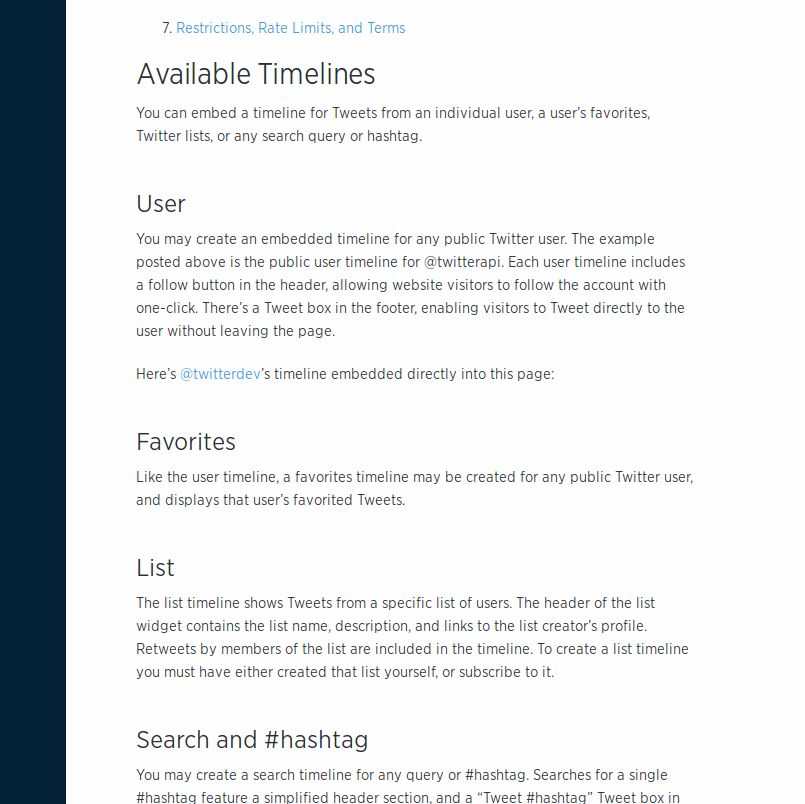 7. Restrictions, Rate Limits, and Terms
Available Timelines
You can embed a timeline for Tweets from an individual user, a user’s favorites,
Twitter lists, or any search query or hashtag.
User
You may create an embedded timeline for any public Twitter user. The example
posted above is the public user timeline for @twitterapi. Each user timeline includes
a follow button in the header, allowing website visitors to follow the account with
one-click. There’s a Tweet box in the footer, enabling visitors to Tweet directly to the
user without leaving the page.
Here’s @twitterdev’s timeline embedded directly into this page:
Favorites
Like the user timeline, a favorites timeline may be created for any public Twitter user,
and displays that user’s favorited Tweets.
List
The list timeline shows Tweets from a specific list of users. The header of the list
widget contains the list name, description, and links to the list creator’s profile.
Retweets by members of the list are included in the timeline. To create a list timeline
you must have either created that list yourself, or subscribe to it.
Search and #hashtag
You may create a search timeline for any query or #hashtag. Searches for a single
#hashtag feature a simplified header section, and a “Tweet #hashtag” Tweet box in